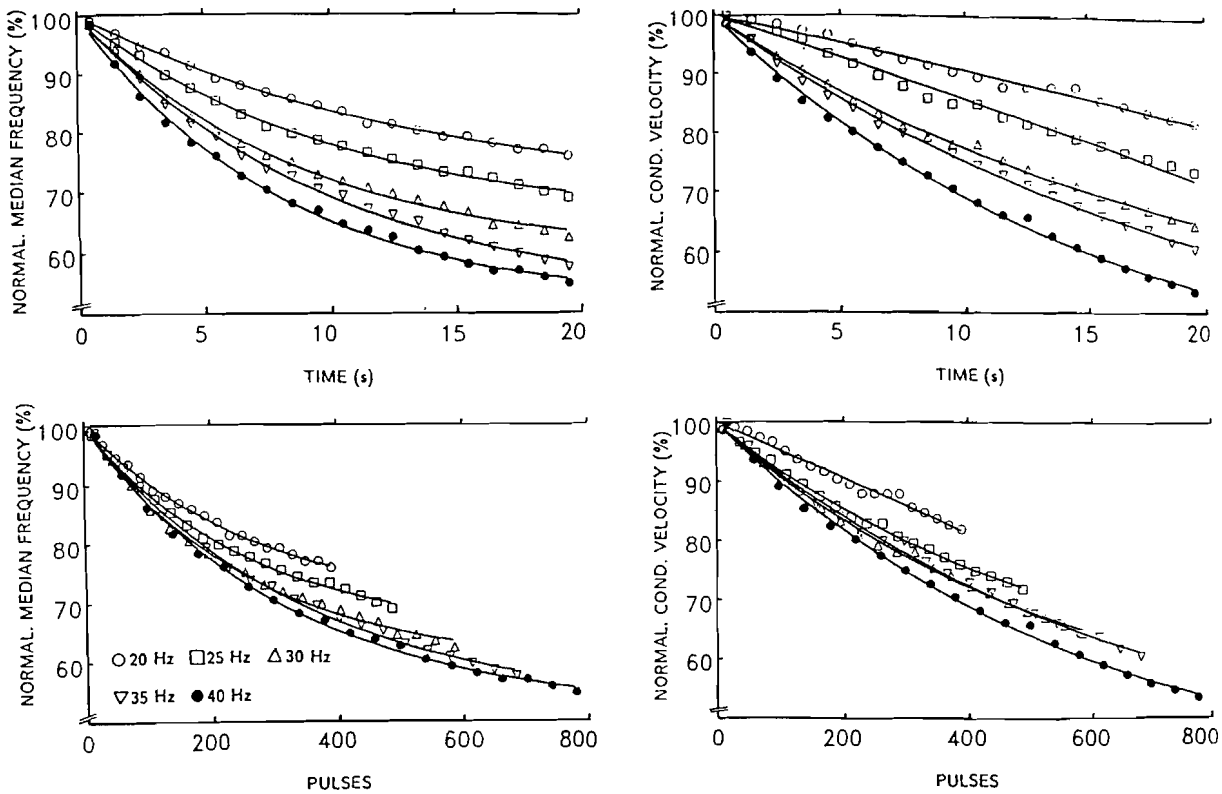 NORMAL. MEDIAN FREQUENCY (%)
100
90
80
70
60
0 5 10 15 20
TIME (s)
NORMAL. COND. VELOCITY (%)
100
90
80
70
60
0 5 10 15 20
TIME (s)
NORMAL. MEDIAN FREQUENCY (%)
100
90
80
70
60
20 Hz 25 Hz 30 Hz
35 Hz 40 Hz
0 200 400 600 800
PULSES
NORMAL. COND. VELOCITY (%)
100
90
80
70
60
0 200 400 600 800
PULSES